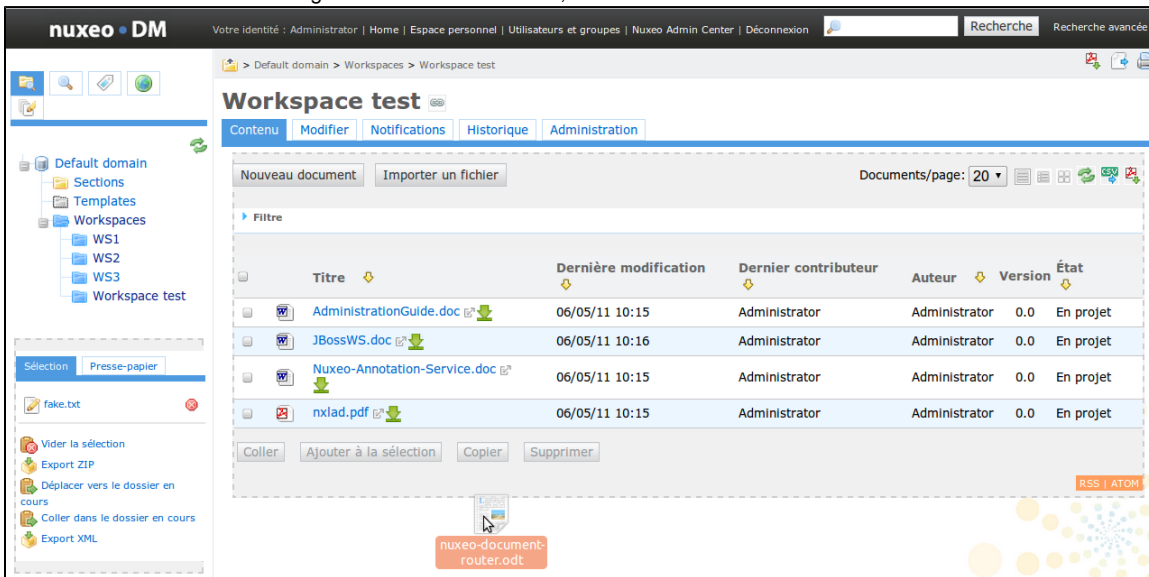 nuxeo DM
Votre identité : Administrator | Home | Espace personnel | Utilisateurs et groupes | Nuxeo Admin Center | Déconnexion
Recherche
Recherche avancée
> Default domain > Workspaces > Workspace test
Workspace test
Contenu
Modifier
Notifications
Historique
Administration
Default domain
Sections
Templates
Workspaces
WS1
WS2
WS3
Workspace test
Sélection
Presse-papier
fake.txt
Vider la sélection
Export ZIP
Déplacer vers le dossier en
cours
Coller dans le dossier en cours
Export XML
Nouveau document
Importer un fichier
Documents/page: 20
Filtre
Titre Dernière modification Dernier contributeur Auteur Version État
AdministrationGuide.doc 06/05/11 10:15 Administrator Administrator 0.0 En projet
JBossWS.doc 06/05/11 10:16 Administrator Administrator 0.0 En projet
Nuxeo-Annotation-Service.doc 06/05/11 10:15 Administrator Administrator 0.0 En projet
nxlad.pdf 06/05/11 10:15 Administrator Administrator 0.0 En projet
Coller
Ajouter à la sélection
Copier
Supprimer
RSS | ATOM
nuxeo-document-
router.odt